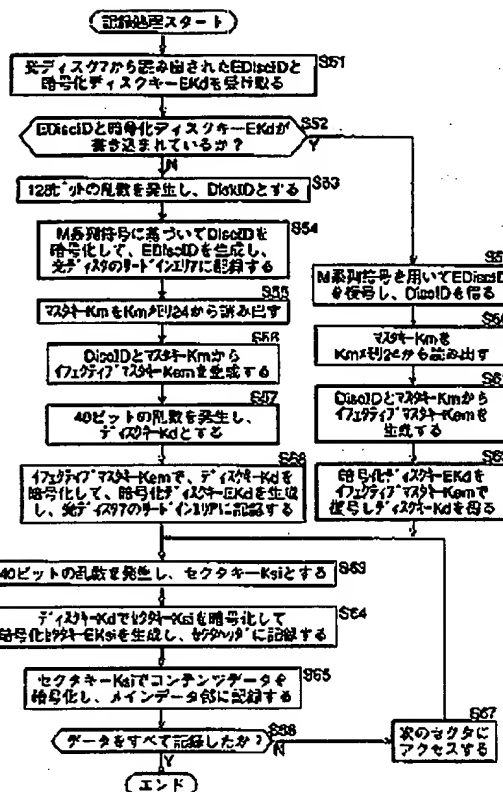 記録処理スタート
光ディスク7から読み出されたEDiscIDと
暗号化ディスクキーEKdを受け取る
S51
EDiscIDと暗号化ディスクキーEKdが
書き込まれているか?
S52
Y
N
128ビットの乱数を発生し、DiskIDとする
S53
M系列符号に基づいてDiscIDを
暗号化して、EDiscIDを生成し、
光ディスクのリードインエリアに記録する
S54
マスタキーKmをKmメモリ24から読み出す
S55
DiscIDとマスタキーKmから
イフェクティブマスタキーKemを生成する
S56
40ビットの乱数を発生し、
ディスクキーKdとする
S57
イフェクティブマスタキーKemで、ディスクキーKdを
暗号化して、暗号化ディスクキーEKdを生成
し、光ディスク7のリードインエリアに記録する
S58
M系列符号を用いてEDiscID
を復号し、DiscIDを得る
マスタキーKmを
Kmメモリ24から読み出す
DiscIDとマスタキーKmから
イフェクティブマスタキーKemを
生成する
暗号化ディスクキーEKdを
イフェクティブマスタキーKemで
復号しディスクキーKdを得る
40ビットの乱数を発生し、セクタキーKsiとする
S63
ディスクキーKdでセクタキーKsiを暗号化して
暗号化セクタキーEKsiを生成し、セクタヘッダに記録する
S64
セクタキーKsiでコンテンツデータを
暗号化し、メインデータ部に記録する
S65
データをすべて記録したか?
S66
N
Y
次のセクタに
アクセスする
S67
エンド